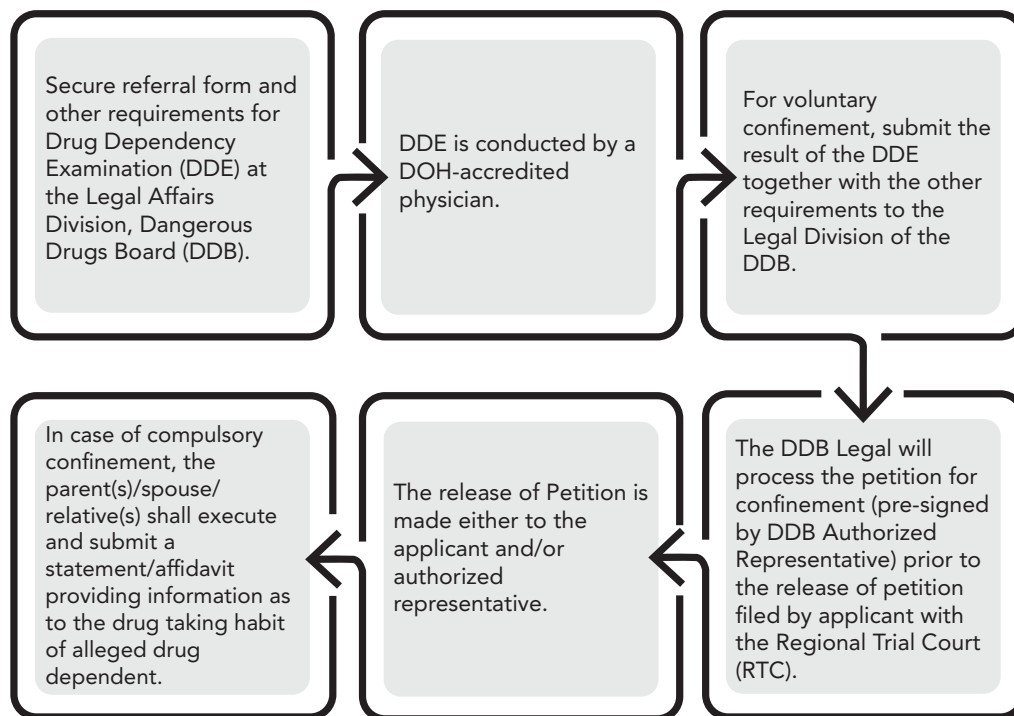 Secure referral form and
other requirements for
Drug Dependency
Examination (DDE) at
the Legal Affairs
Division, Dangerous
Drugs Board (DDB).
DDE is conducted by a
DOH-accredited
physician.
For voluntary
confinement, submit the
result of the DDE
together with the other
requirements to the
Legal Division of the
DDB.
The DDB Legal will
process the petition for
confinement (pre-signed
by DDB Authorized
Representative) prior to
the release of petition
filed by applicant with
the Regional Trial Court
(RTC).
The release of Petition is
made either to the
applicant and/or
authorized
representative.
In case of compulsory
confinement, the
parent(s)/spouse/
relative(s) shall execute
and submit a
statement/affidavit
providing information as
to the drug taking habit
of alleged drug
dependent.